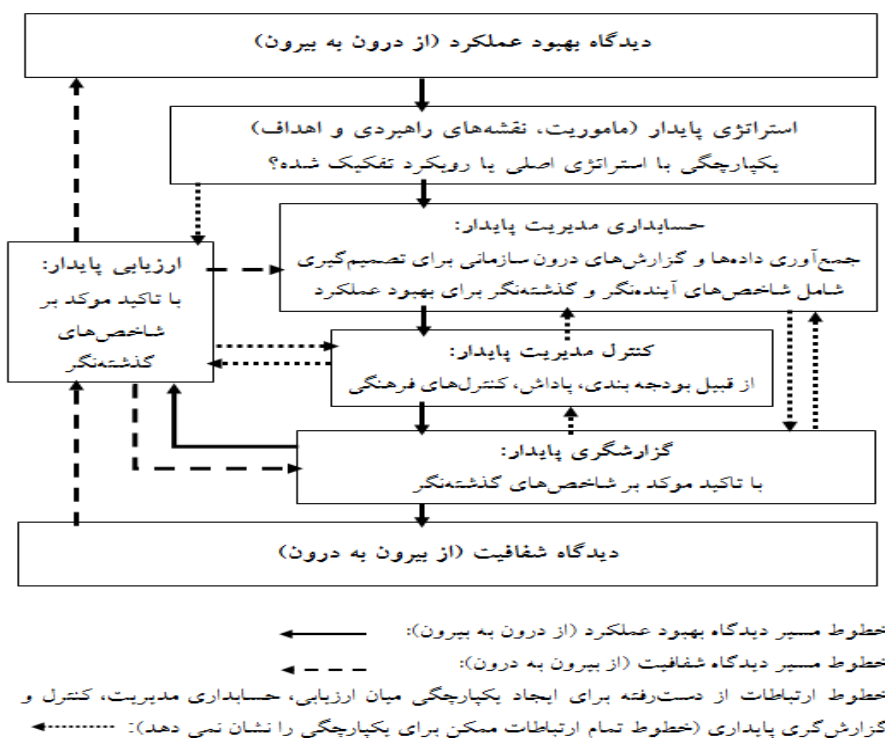 دیدگاه بهبود عملکرد (از درون به بیرون)
استراتژی پایدار (ماموریت، نقشه‌های راهبردی و اهداف)
یکپارچگی با استراتژی اصلی یا رویکرد تفکیک شده؟
حسابداری مدیریت پایدار:
جمع‌آوری داده‌ها و گزارش‌های درون سازمانی برای تصمیم‌گیری
شامل شاخص‌های آینده‌نگر و گذشته‌نگر برای بهبود عملکرد
ارزیابی پایدار:
با تاکید موکد بر
شاخص‌های
گذشته‌نگر
کنترل مدیریت پایدار:
از قبیل بودجه بندی، پاداش، کنترل‌های فرهنگی
گزارشگری پایدار:
با تاکید موکد بر شاخص‌های گذشته‌نگر
دیدگاه شفافیت (از بیرون به درون)
خطوط مسیر دیدگاه بهبود عملکرد (از درون به بیرون):
خطوط مسیر دیدگاه شفافیت (از بیرون به درون):
خطوط ارتباطات از دست‌رفته برای ایجاد یکپارچگی میان ارزیابی، حسابداری مدیریت، کنترل و
گزارش‌گری پایداری (خطوط تمام ارتباطات ممکن برای یکپارچگی را نشان نمی دهد):